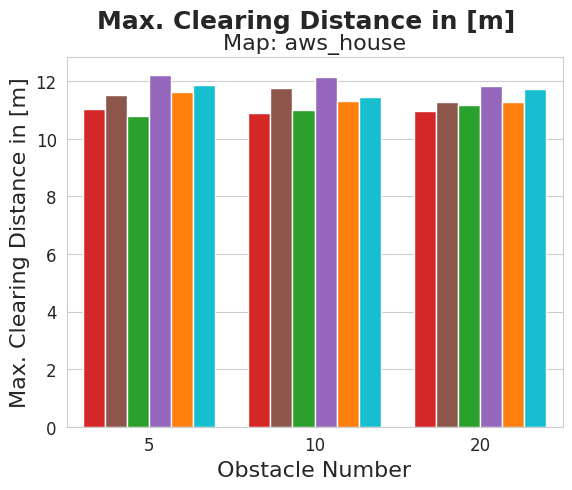 Max. Clearing Distance in [m]
Map: aws_house
Max. Clearing Distance in [m]
12
10
8
6
4
2
0
5
10
20
Obstacle Number